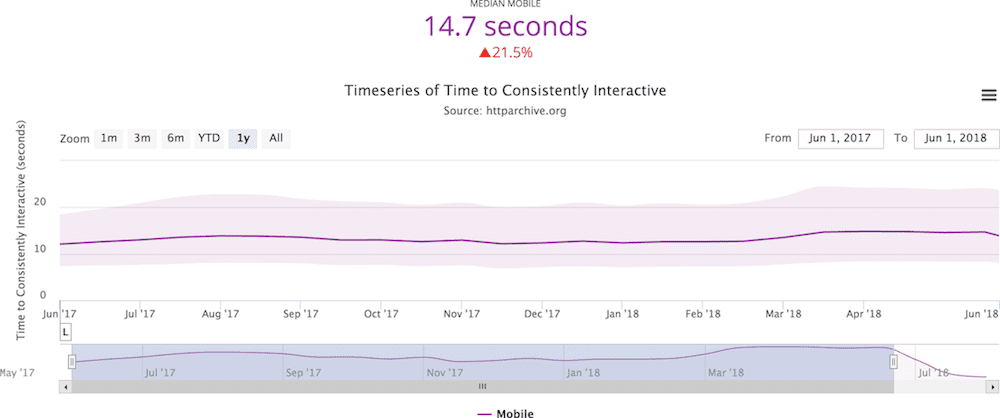 MEDIAN MOBILE
14.7 seconds
▲21.5%
Timeseries of Time to Consistently Interactive
Source: httparchive.org
Zoom 1m 3m 6m YTD 1y All
From Jun 1, 2017 To Jun 1, 2018
Time to Consistently Interactive (seconds)
20
10
0
Jun '17 Jul '17 Aug '17 Sep '17 Oct '17 Nov '17 Dec '17 Jan '18 Feb '18 Mar '18 Apr '18 Jun '18
L
May '17 Jul '17 Sep '17 Nov '17 Jan '18 Mar '18 Jul '18
Mobile